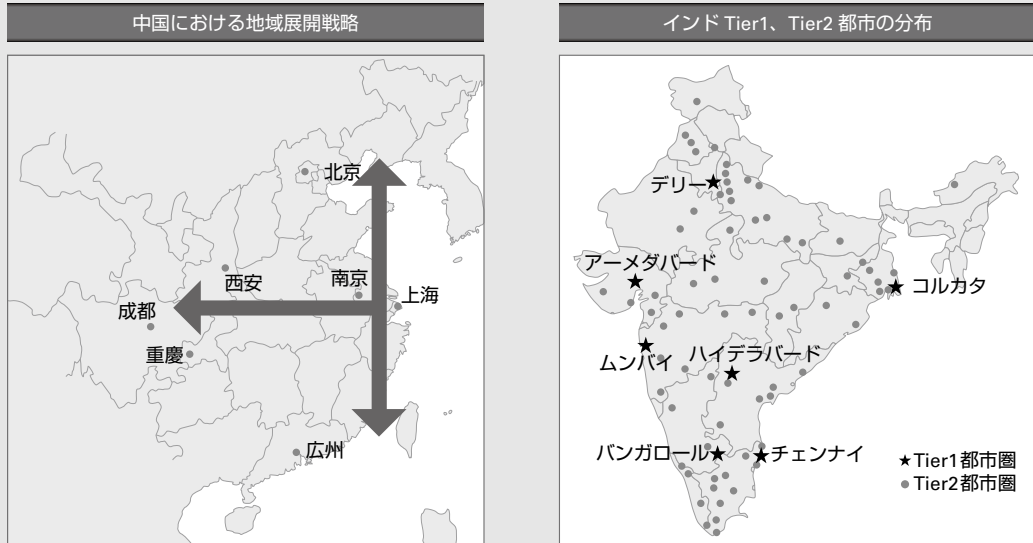 中国における地域展開戦略
北京
西安
南京
上海
成都
重慶
広州
インド Tier1、Tier2 都市の分布
デリー
アーメダバード
コルカタ
ムンバイ
ハイデラバード
バンガロール
チェンナイ
★Tier1都市圏
●Tier2都市圏